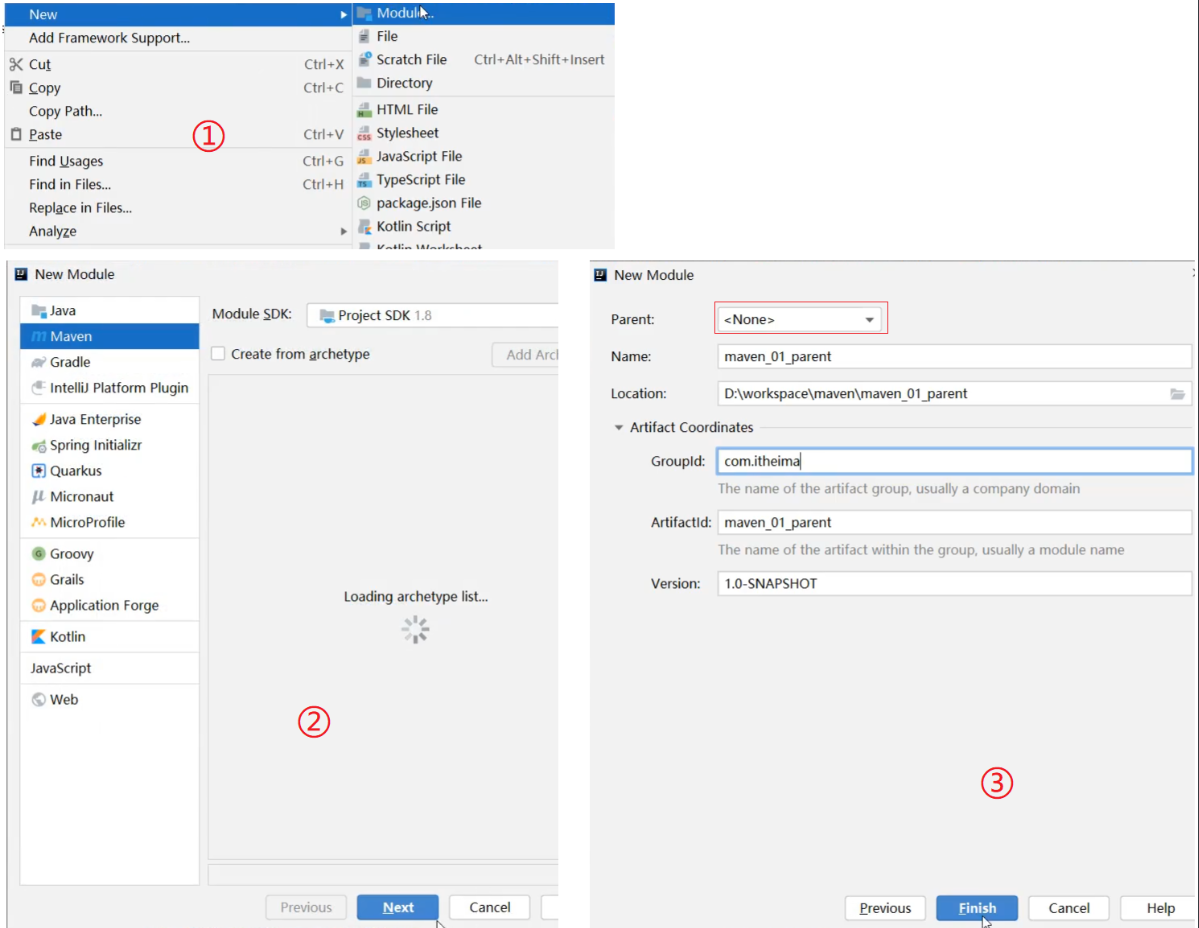 New
Module...
Add Framework Support...
File
Cut Ctrl+X
Scratch File Ctrl+Alt+Shift+Insert
Copy Ctrl+C
Directory
Copy Path...
HTML File
Paste Ctrl+V
Stylesheet
①
Find Usages Ctrl+G
JavaScript File
Find in Files... Ctrl+H
TypeScript File
Replace in Files...
package.json File
Analyze
Kotlin Script
Kotlin Worksheet
New Module
Java
Maven
Gradle
IntelliJ Platform Plugin
Java Enterprise
Spring Initializr
Quarkus
Micronaut
MicroProfile
Groovy
Grails
Application Forge
Kotlin
JavaScript
Web
Module SDK: Project SDK 1.8
Create from archetype Add Arc
Loading archetype list...
②
Previous Next Cancel
New Module
Parent: <None>
Name: maven_01_parent
Location: D:\workspace\maven\maven_01_parent
Artifact Coordinates
GroupId: com.itheima
The name of the artifact group, usually a company domain
ArtifactId: maven_01_parent
The name of the artifact within the group, usually a module name
Version: 1.0-SNAPSHOT
③
Previous Finish Cancel Help